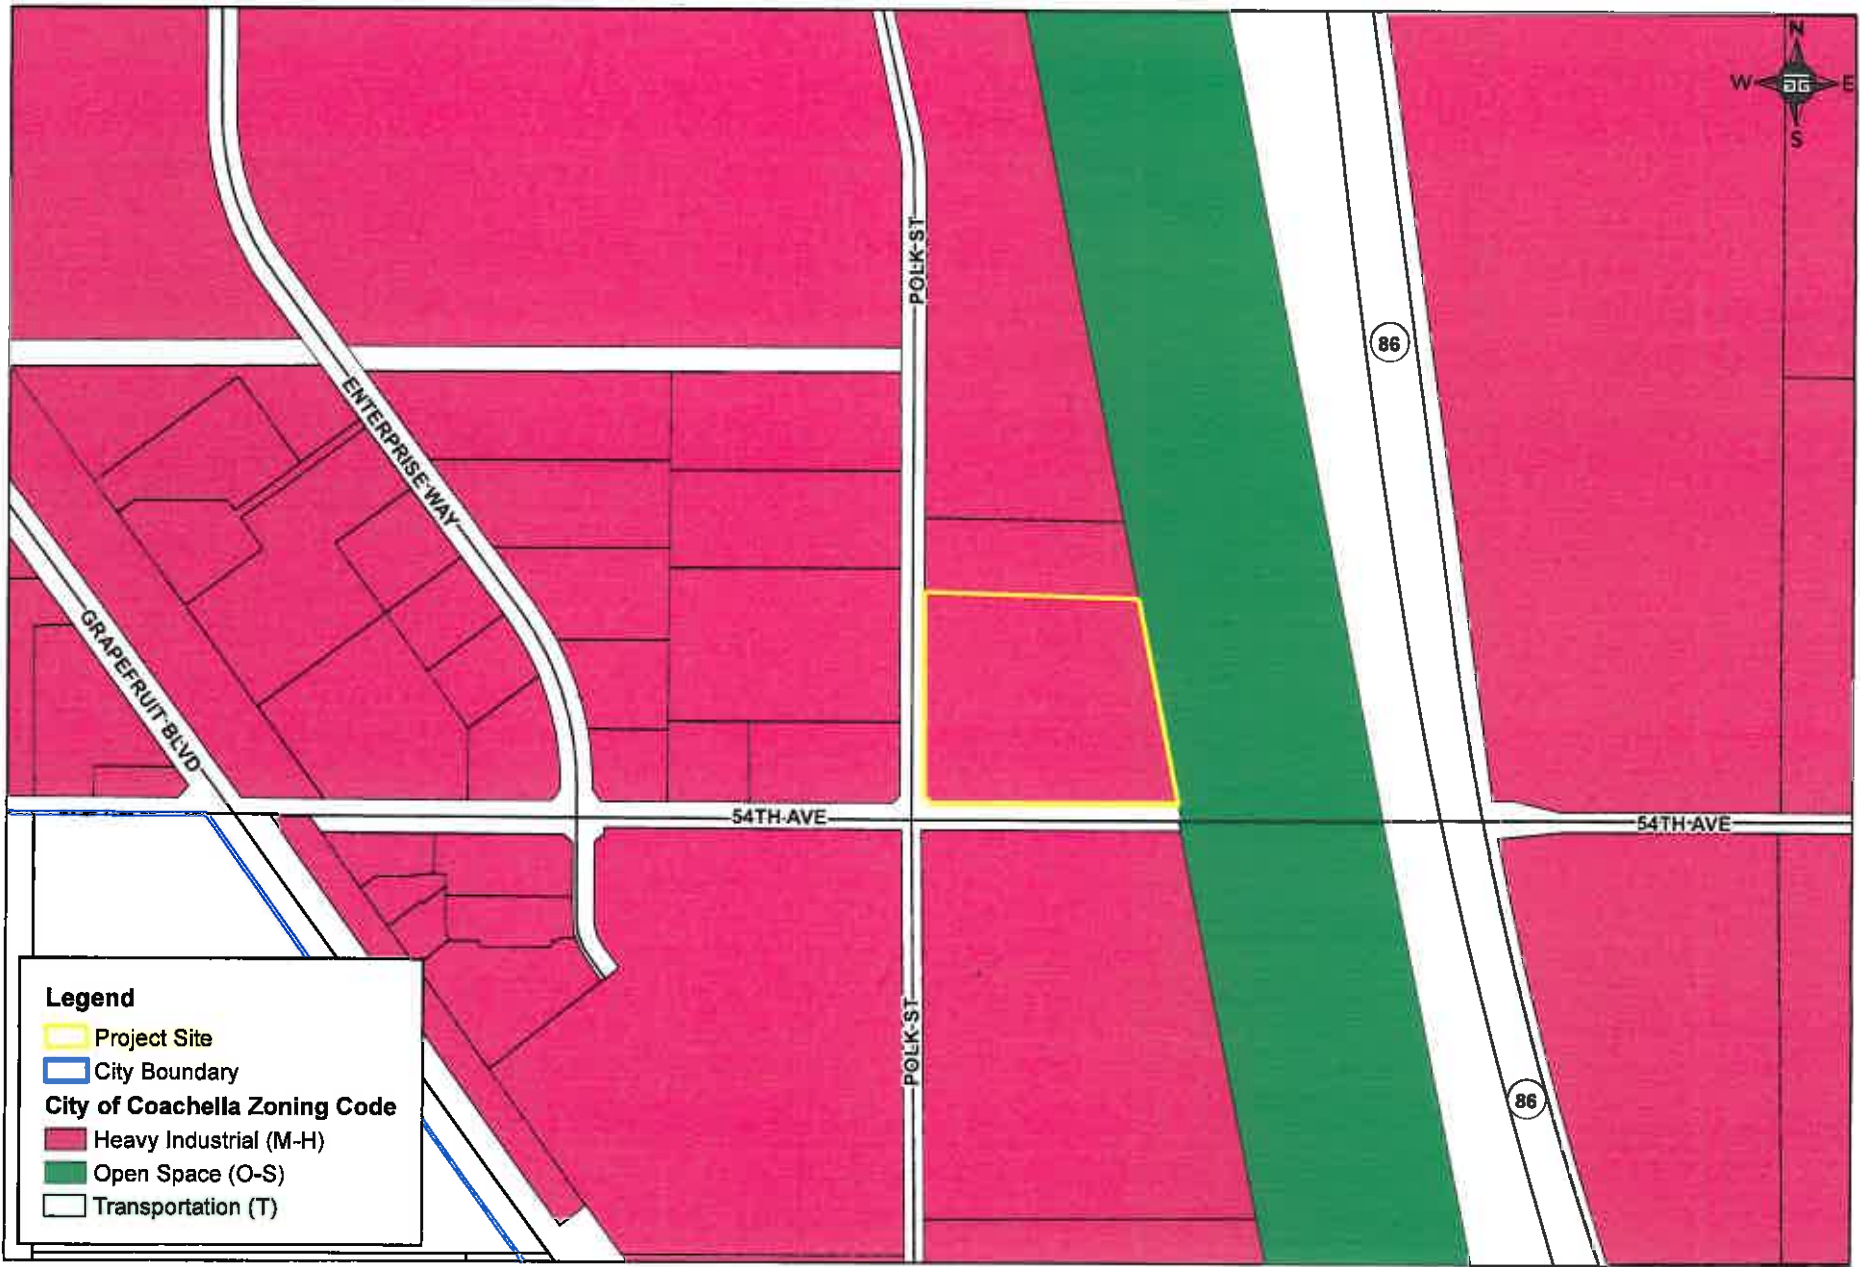 N
W E
S
POLK ST
86
ENTERPRISE WAY
GRAPEFRUIT BLVD
54TH AVE
54TH AVE
POLK ST
86
Legend
Project Site
City Boundary
City of Coachella Zoning Code
Heavy Industrial (M-H)
Open Space (O-S)
Transportation (T)